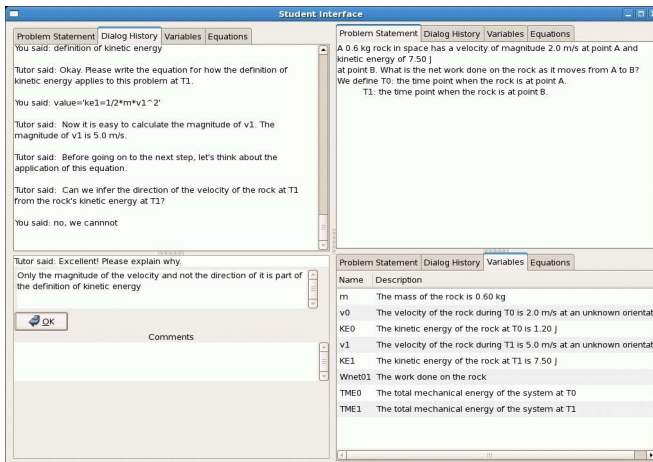 Student Interface
Problem Statement Dialog History Variables Equations
You said: definition of kinetic energy
Tutor said: Okay. Please write the equation for how the definition of
kinetic energy applies to this problem at T1.
You said: value='ke1=1/2*m*v1^2'
Tutor said: Now it is easy to calculate the magnitude of v1. The
magnitude of v1 is 5.0 m/s.
Tutor said: Before going on to the next step, let's think about the
application of this equation.
Tutor said: Can we infer the direction of the velocity of the rock at T1
from the rock's kinetic energy at T1?
You said: no, we cannnot
Tutor said: Excellent! Please explain why.
Only the magnitude of the velocity and not the direction of it is part of
the definition of kinetic energy
OK
Comments
Problem Statement Dialog History Variables Equations
A 0.6 kg rock in space has a velocity of magnitude 2.0 m/s at point A and
kinetic energy of 7.50 J
at point B. What is the net work done on the rock as it moves from A to B?
We define T0: the time point when the rock is at point A.
T1: the time point when the rock is at point B.
Problem Statement Dialog History Variables Equations
Name Description
m The mass of the rock is 0.60 kg
v0 The velocity of the rock during T0 is 2.0 m/s at an unknown orientat
KE0 The kinetic energy of the rock at T0 is 1.20 J
v1 The velocity of the rock during T1 is 5.0 m/s at an unknown orientat
KE1 The kinetic energy of the rock at T1 is 7.50 J
Wnet01 The work done on the rock
TME0 The total mechanical energy of the system at T0
TME1 The total mechanical energy of the system at T1